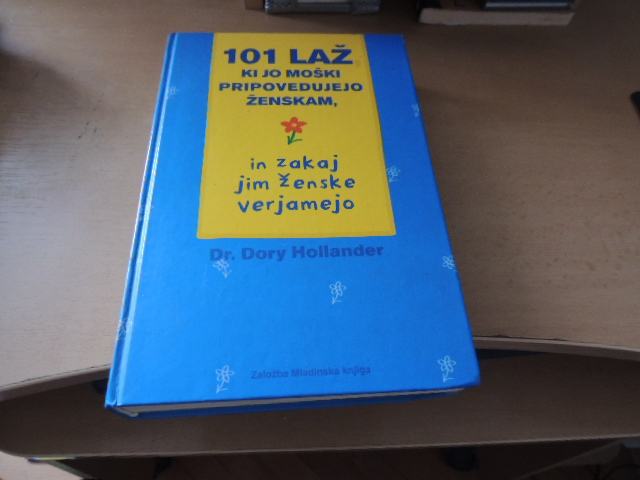 101 LAŽ
KI JO MOŠKI
PRIPOVEDUJEJO
ŽENSKAM,
in zakaj
jim ženske
verjamejo
Dr. Dory Hollander
Založba Mladinska knjiga